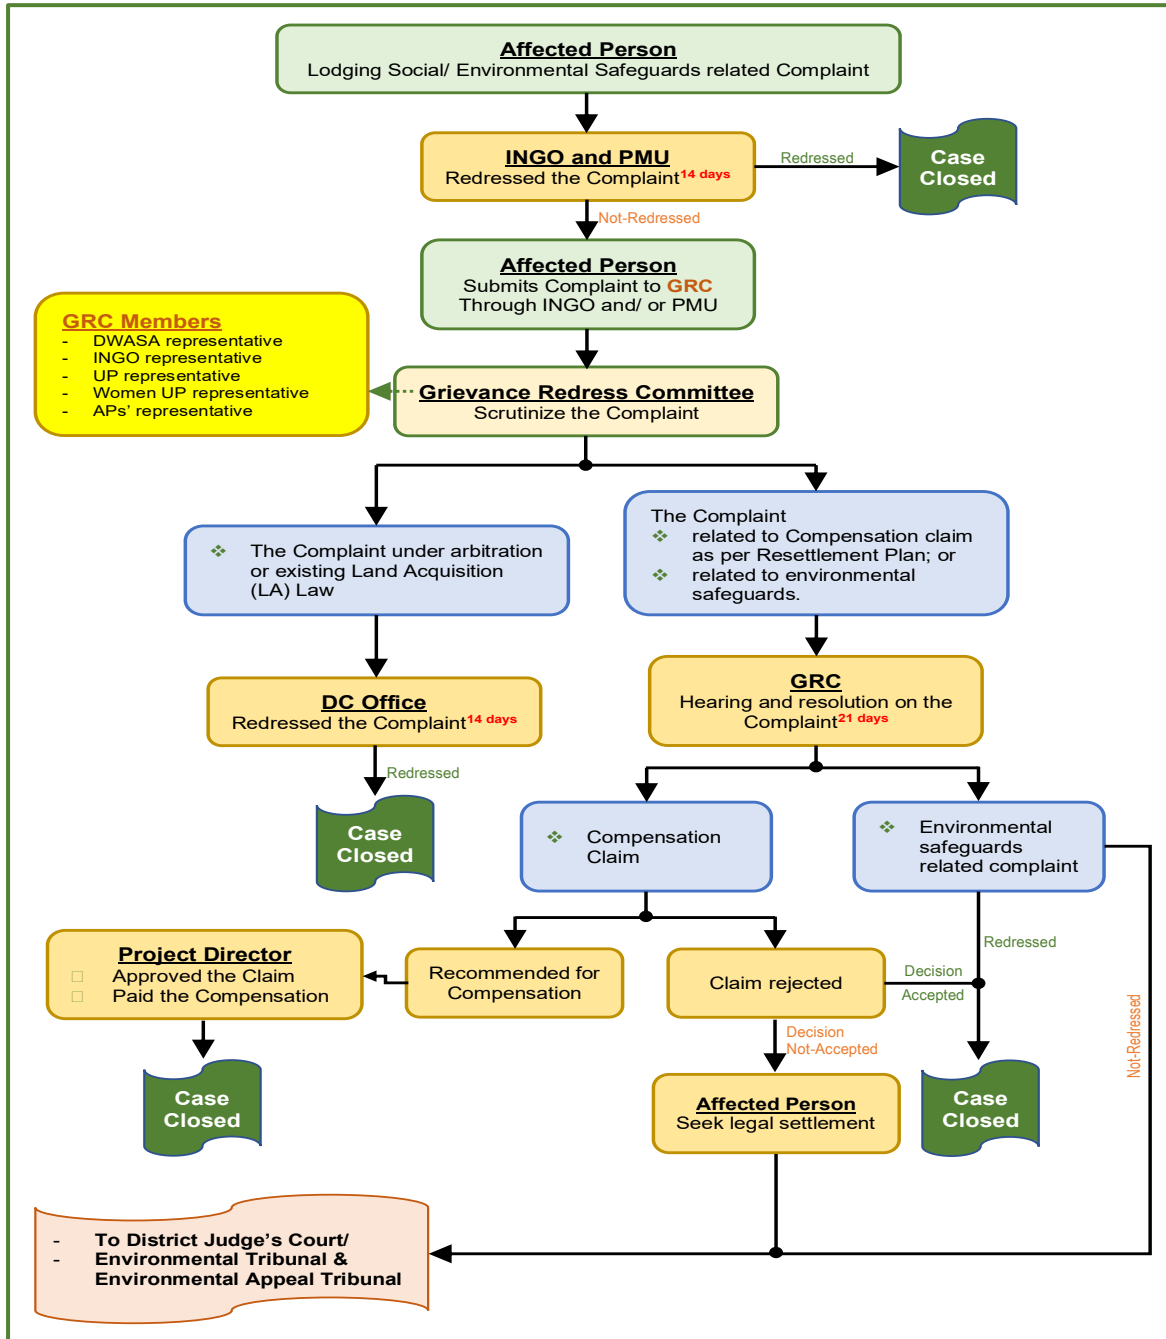 Affected Person
Lodging Social/ Environmental Safeguards related Complaint
INGO and PMU
Redressed the Complaint14 days
Redressed
Case
Closed
Not-Redressed
Affected Person
Submits Complaint to GRC
Through INGO and/ or PMU
GRC Members
- DWASA representative
- INGO representative
- UP representative
- Women UP representative
- APs' representative
Grievance Redress Committee
Scrutinize the Complaint
❖ The Complaint under arbitration
or existing Land Acquisition
(LA) Law
The Complaint
❖ related to Compensation claim
as per Resettlement Plan; or
❖ related to environmental
safeguards.
DC Office
Redressed the Complaint14 days
GRC
Hearing and resolution on the
Complaint21 days
Redressed
Case
Closed
❖ Compensation
Claim
❖ Environmental
safeguards
related complaint
Project Director
□ Approved the Claim
□ Paid the Compensation
Recommended for
Compensation
Claim rejected
Decision
Accepted
Redressed
Not-Redressed
Decision
Not-Accepted
Case
Closed
Affected Person
Seek legal settlement
Case
Closed
- To District Judge's Court/
- Environmental Tribunal &
Environmental Appeal Tribunal